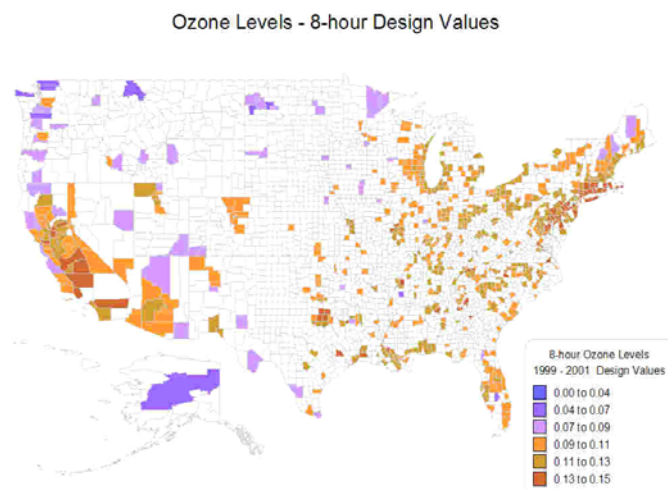 Ozone Levels - 8-hour Design Values
8-hour Ozone Levels
1999 - 2001 Design Values
0.00 to 0.04
0.04 to 0.07
0.07 to 0.09
0.09 to 0.11
0.11 to 0.13
0.13 to 0.15